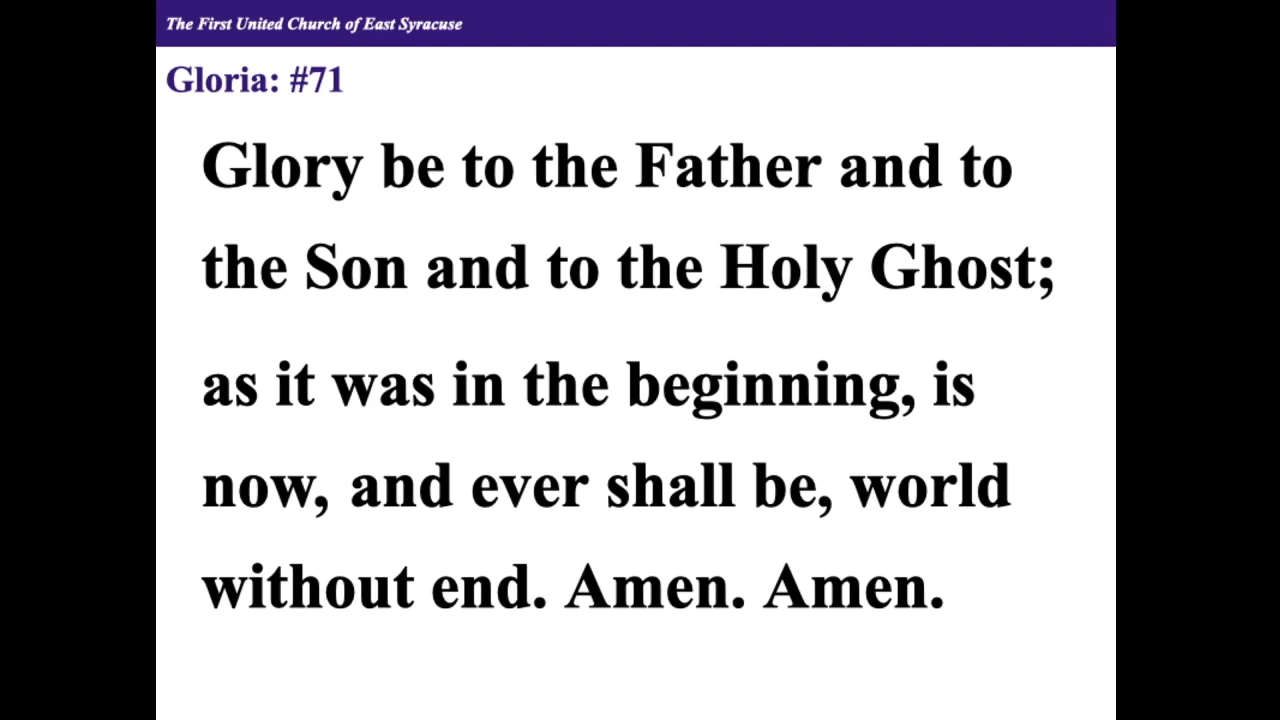 The First United Church of East Syracuse
Gloria: #71
Glory be to the Father and to
the Son and to the Holy Ghost;
as it was in the beginning, is
now, and ever shall be, world
without end. Amen. Amen.